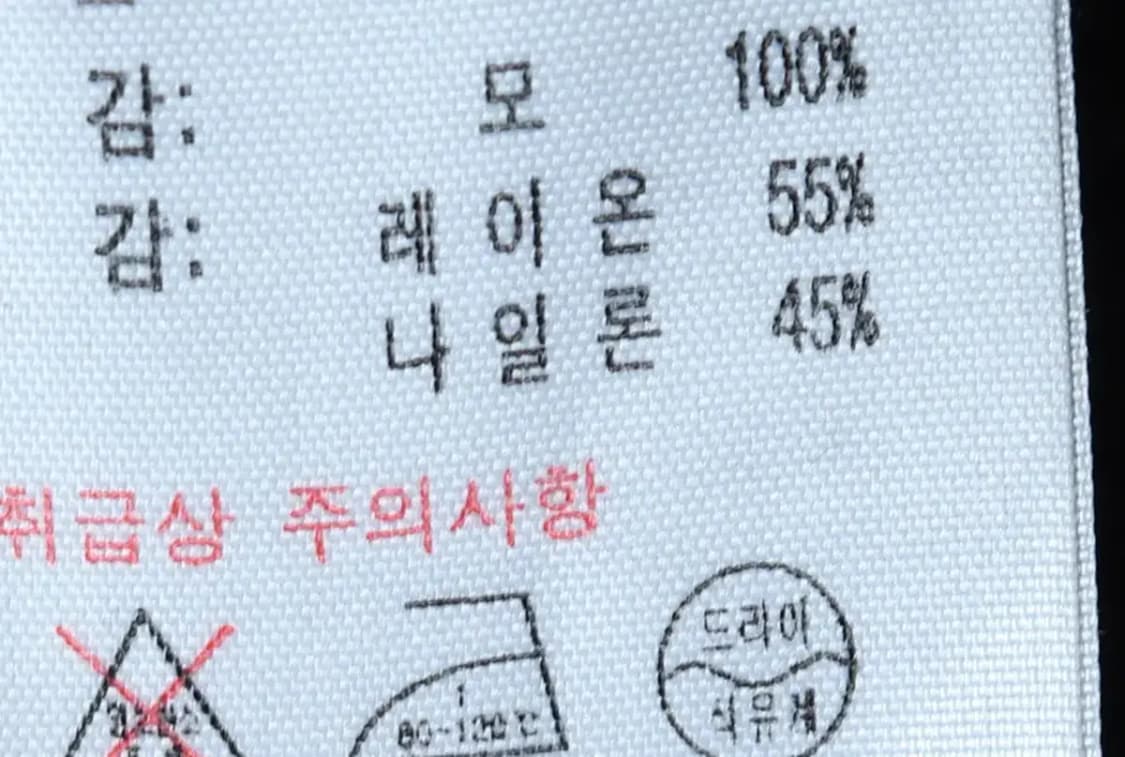 감: 모 100%
감: 레이온 55%
나일론 45%
취급상 주의사항
80-120℃
드라이
석유계